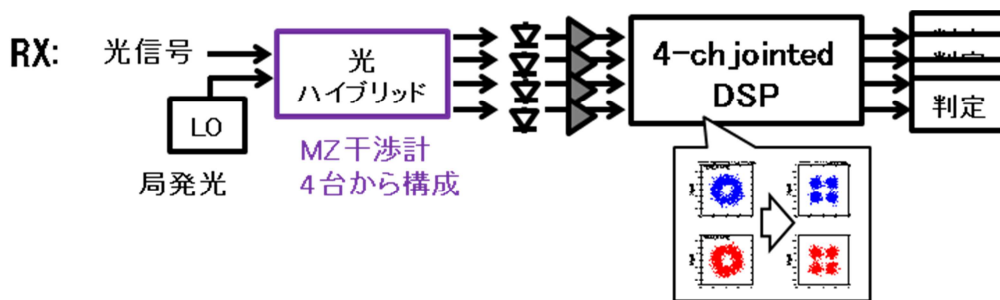 RX:
光信号
光
ハイブリッド
LO
局発光
MZ干渉計
4台から構成
4-ch jointed
DSP
判定